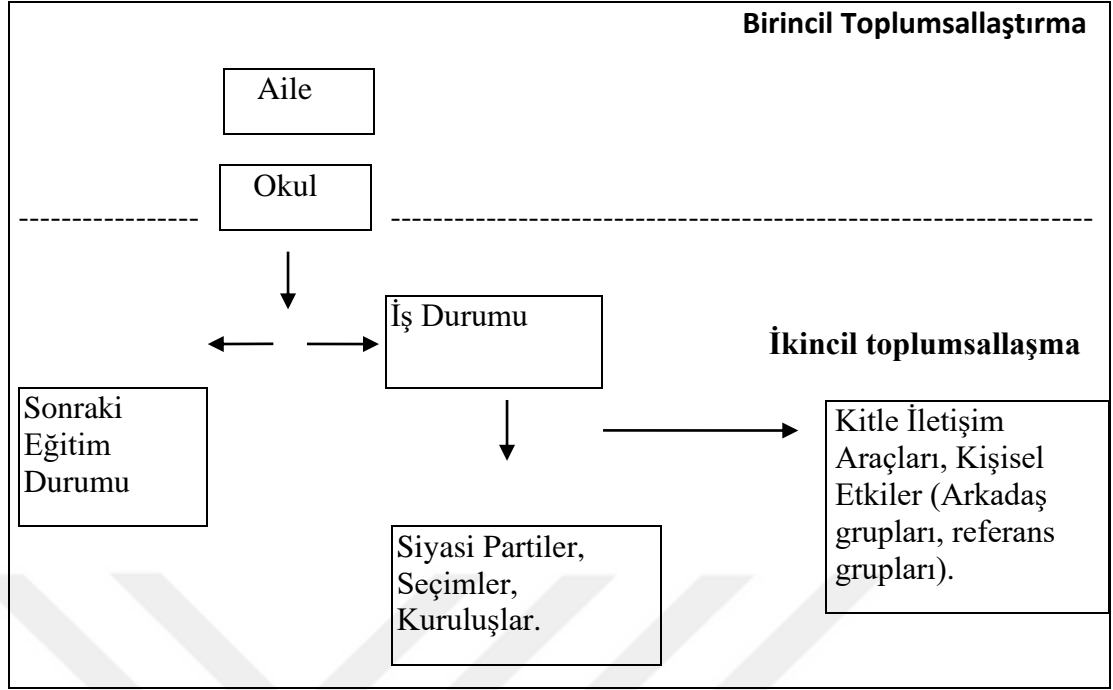 Birincil Toplumsallaştırma
Aile
Okul
İş Durumu
İkincil toplumsallaşma
Sonraki
Eğitim
Durumu
Kitle İletişim
Araçları, Kişisel
Etkiler (Arkadaş
grupları, referans
grupları).
Siyasi Partiler,
Seçimler,
Kuruluşlar.